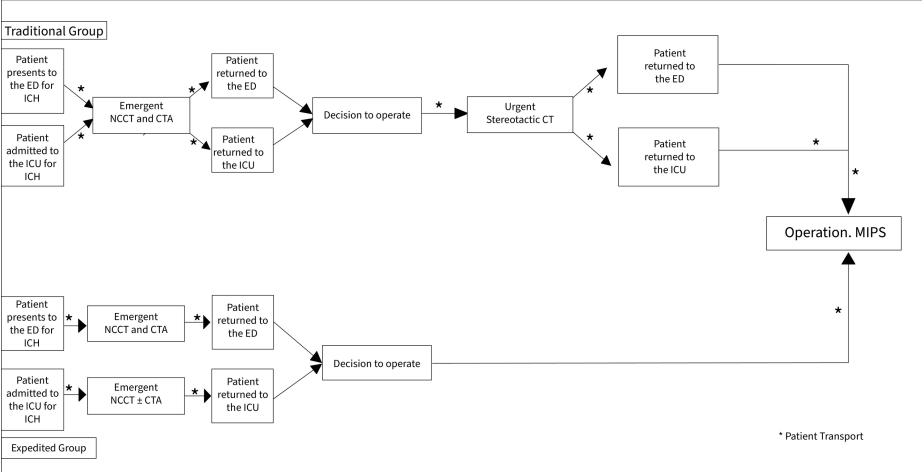 Traditional Group
Patient
presents to
the ED for
ICH
*
Patient
admitted to
the ICU for
ICH
*
Emergent
NCCT and CTA
*
*
Patient
returned to
the ED
Patient
returned to
the ICU
Decision to operate
*
Urgent
Stereotactic CT
*
*
Patient
returned to
the ED
Patient
returned to
the ICU
*
*
Operation. MIPS
*
Patient
presents to
the ED for
ICH
*
Emergent
NCCT and CTA
*
Patient
returned to
the ED
Patient
admitted to
the ICU for
ICH
*
Emergent
NCCT ± CTA
*
Patient
returned to
the ICU
Decision to operate
Expedited Group
* Patient Transport